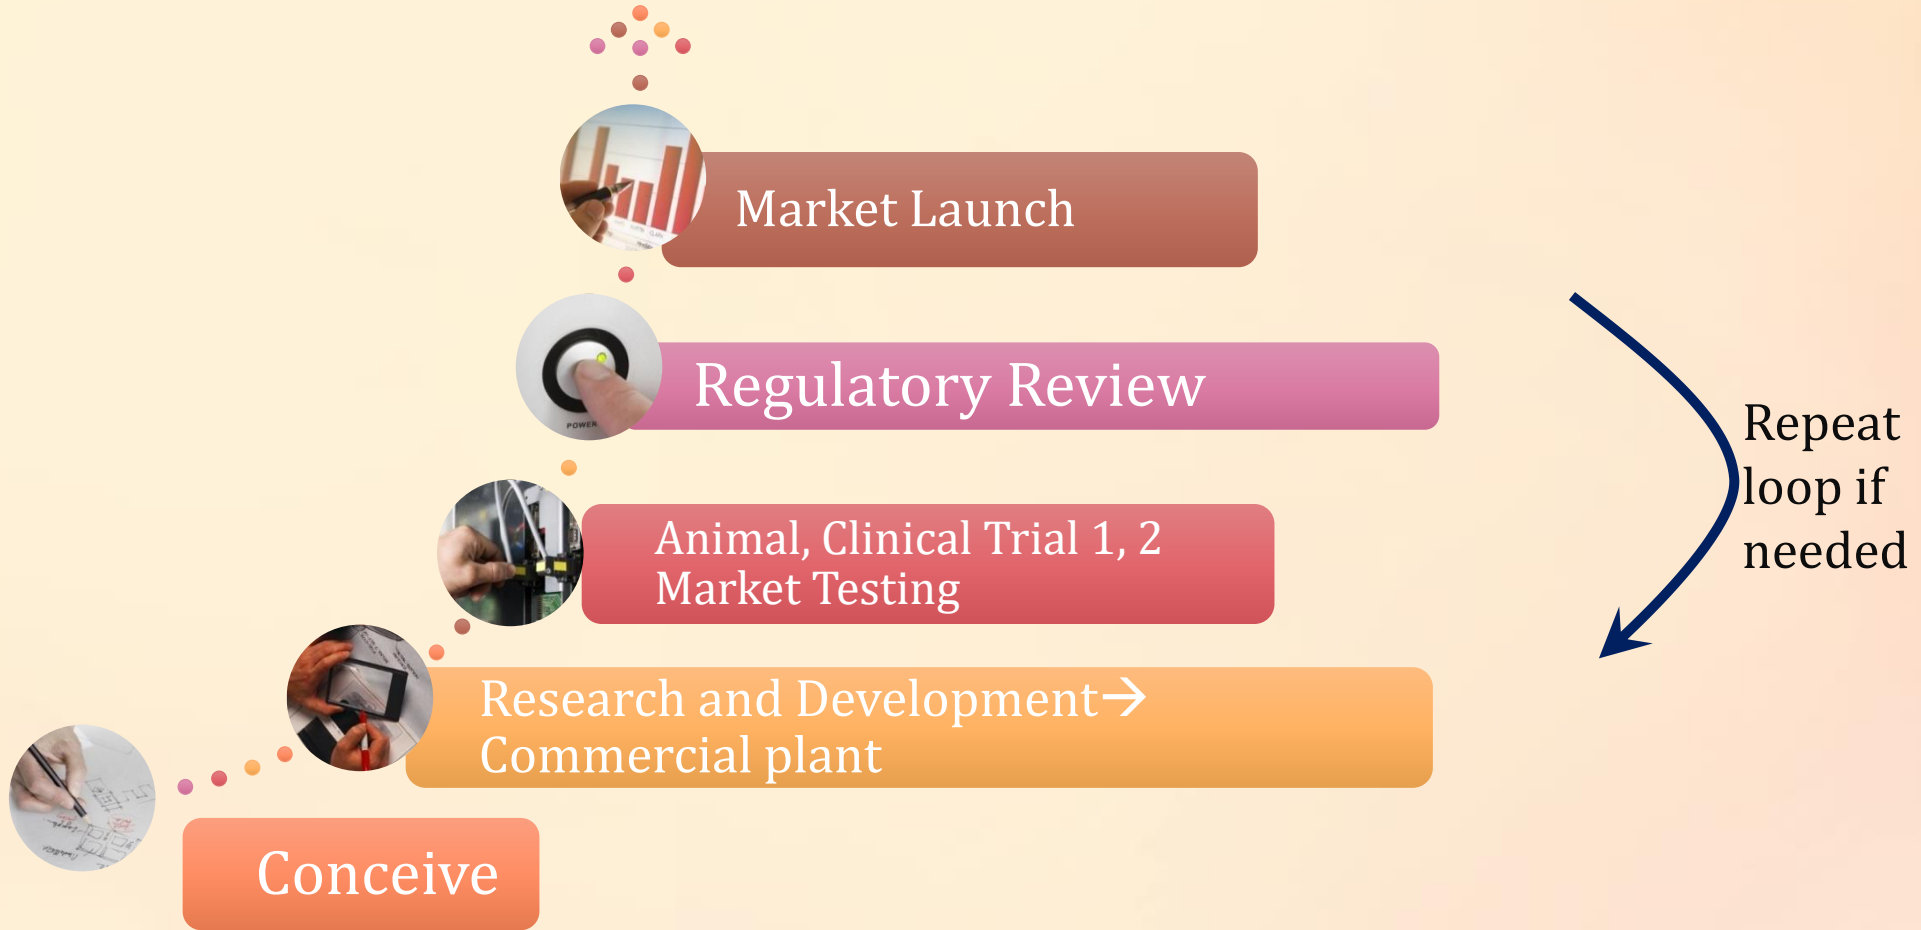 Market Launch
POWER
Regulatory Review
Animal, Clinical Trial 1, 2
Market Testing
Research and Development→
Commercial plant
Conceive
Repeat
loop if
needed